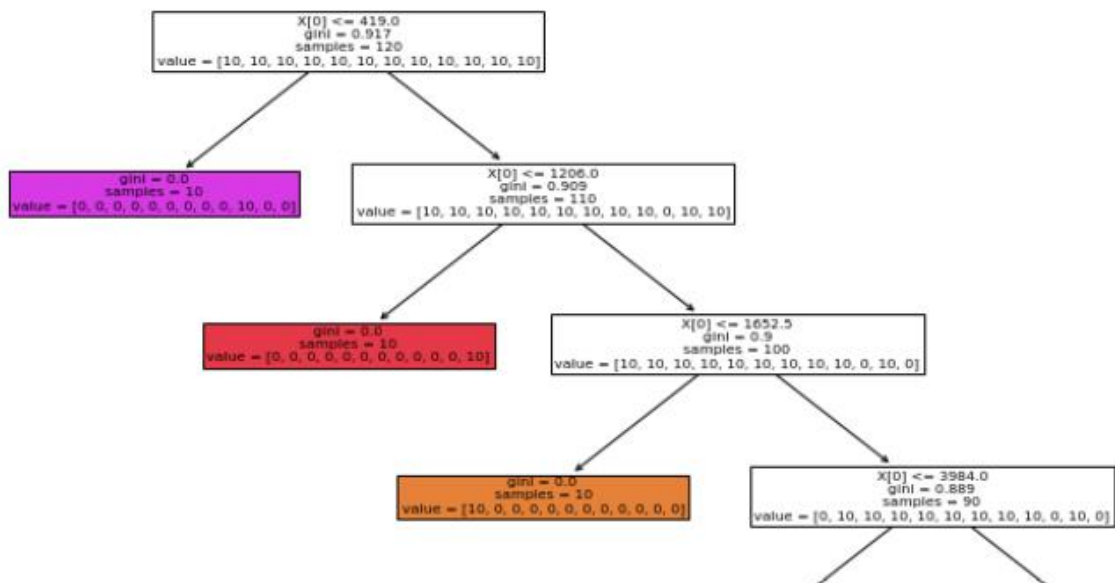 X[0] <= 419.0
gini = 0.917
samples = 120
value = [10, 10, 10, 10, 10, 10, 10, 10, 10, 10, 10, 10]
gini = 0.0
samples = 10
value = [0, 0, 0, 0, 0, 0, 0, 0, 0, 10, 0, 0]
X[0] <= 1206.0
gini = 0.909
samples = 110
value = [10, 10, 10, 10, 10, 10, 10, 10, 10, 0, 10, 10]
gini = 0.0
samples = 10
value = [0, 0, 0, 0, 0, 0, 0, 0, 0, 0, 0, 10]
X[0] <= 1652.5
gini = 0.9
samples = 100
value = [10, 10, 10, 10, 10, 10, 10, 10, 10, 0, 10, 0]
gini = 0.0
samples = 10
value = [10, 0, 0, 0, 0, 0, 0, 0, 0, 0, 0, 0]
X[0] <= 3984.0
gini = 0.889
samples = 90
value = [0, 10, 10, 10, 10, 10, 10, 10, 10, 0, 10, 0]